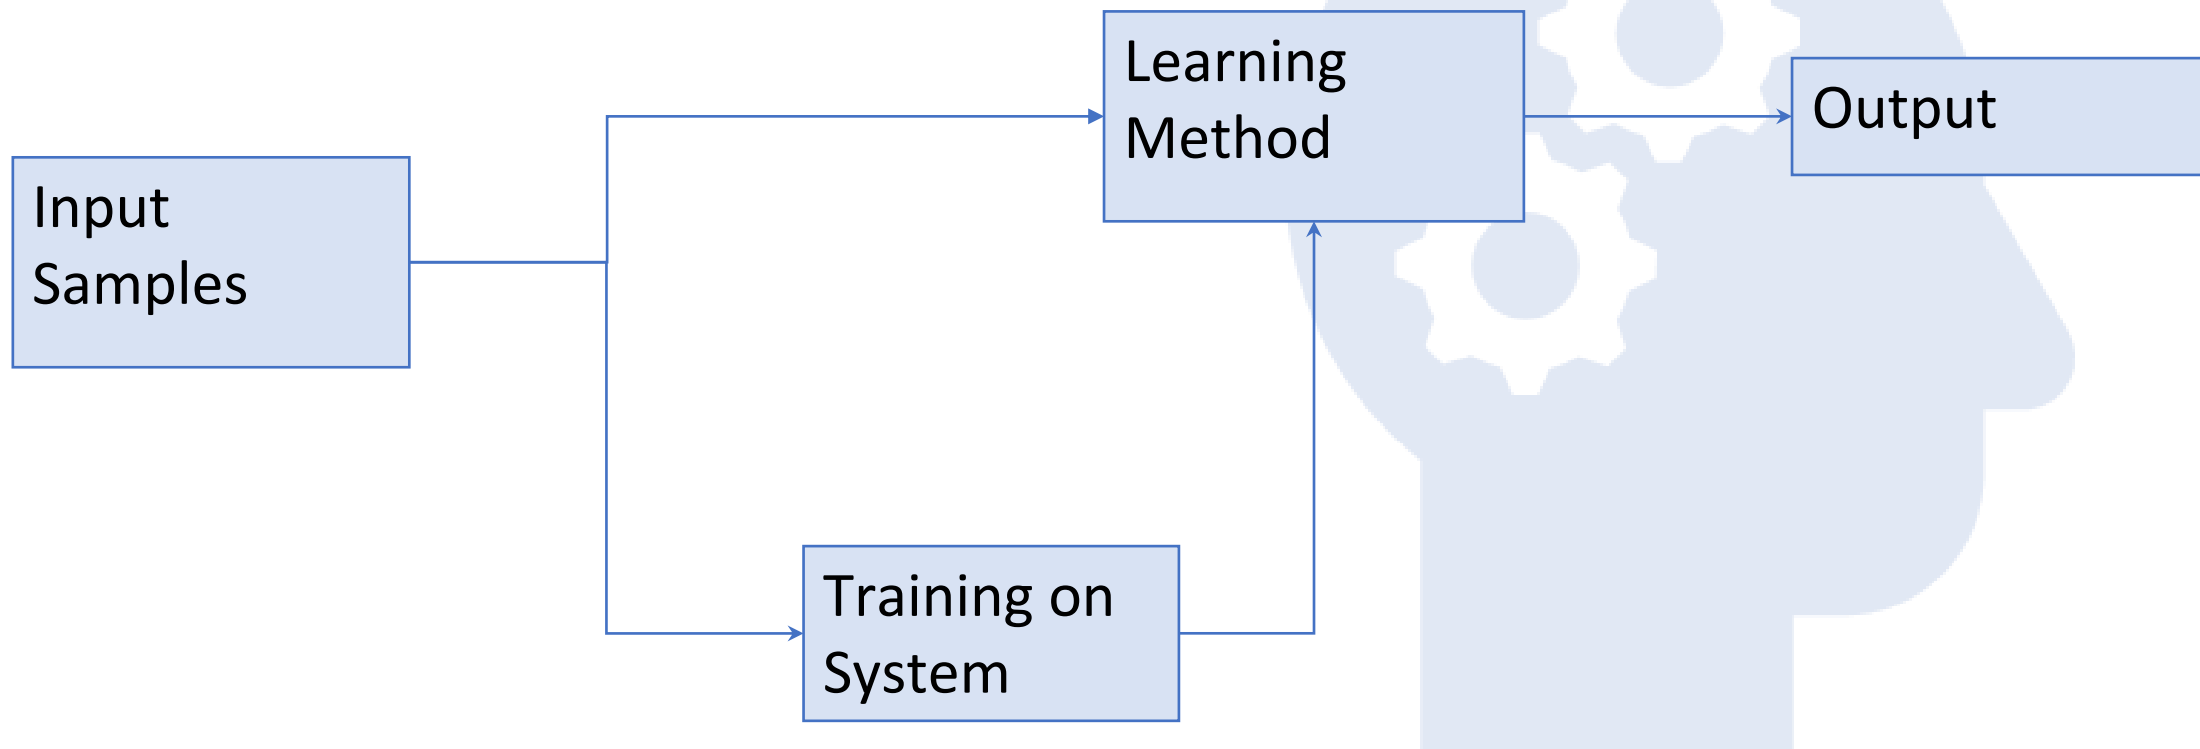 Learning
Method
Output
Input
Samples
Training on
System